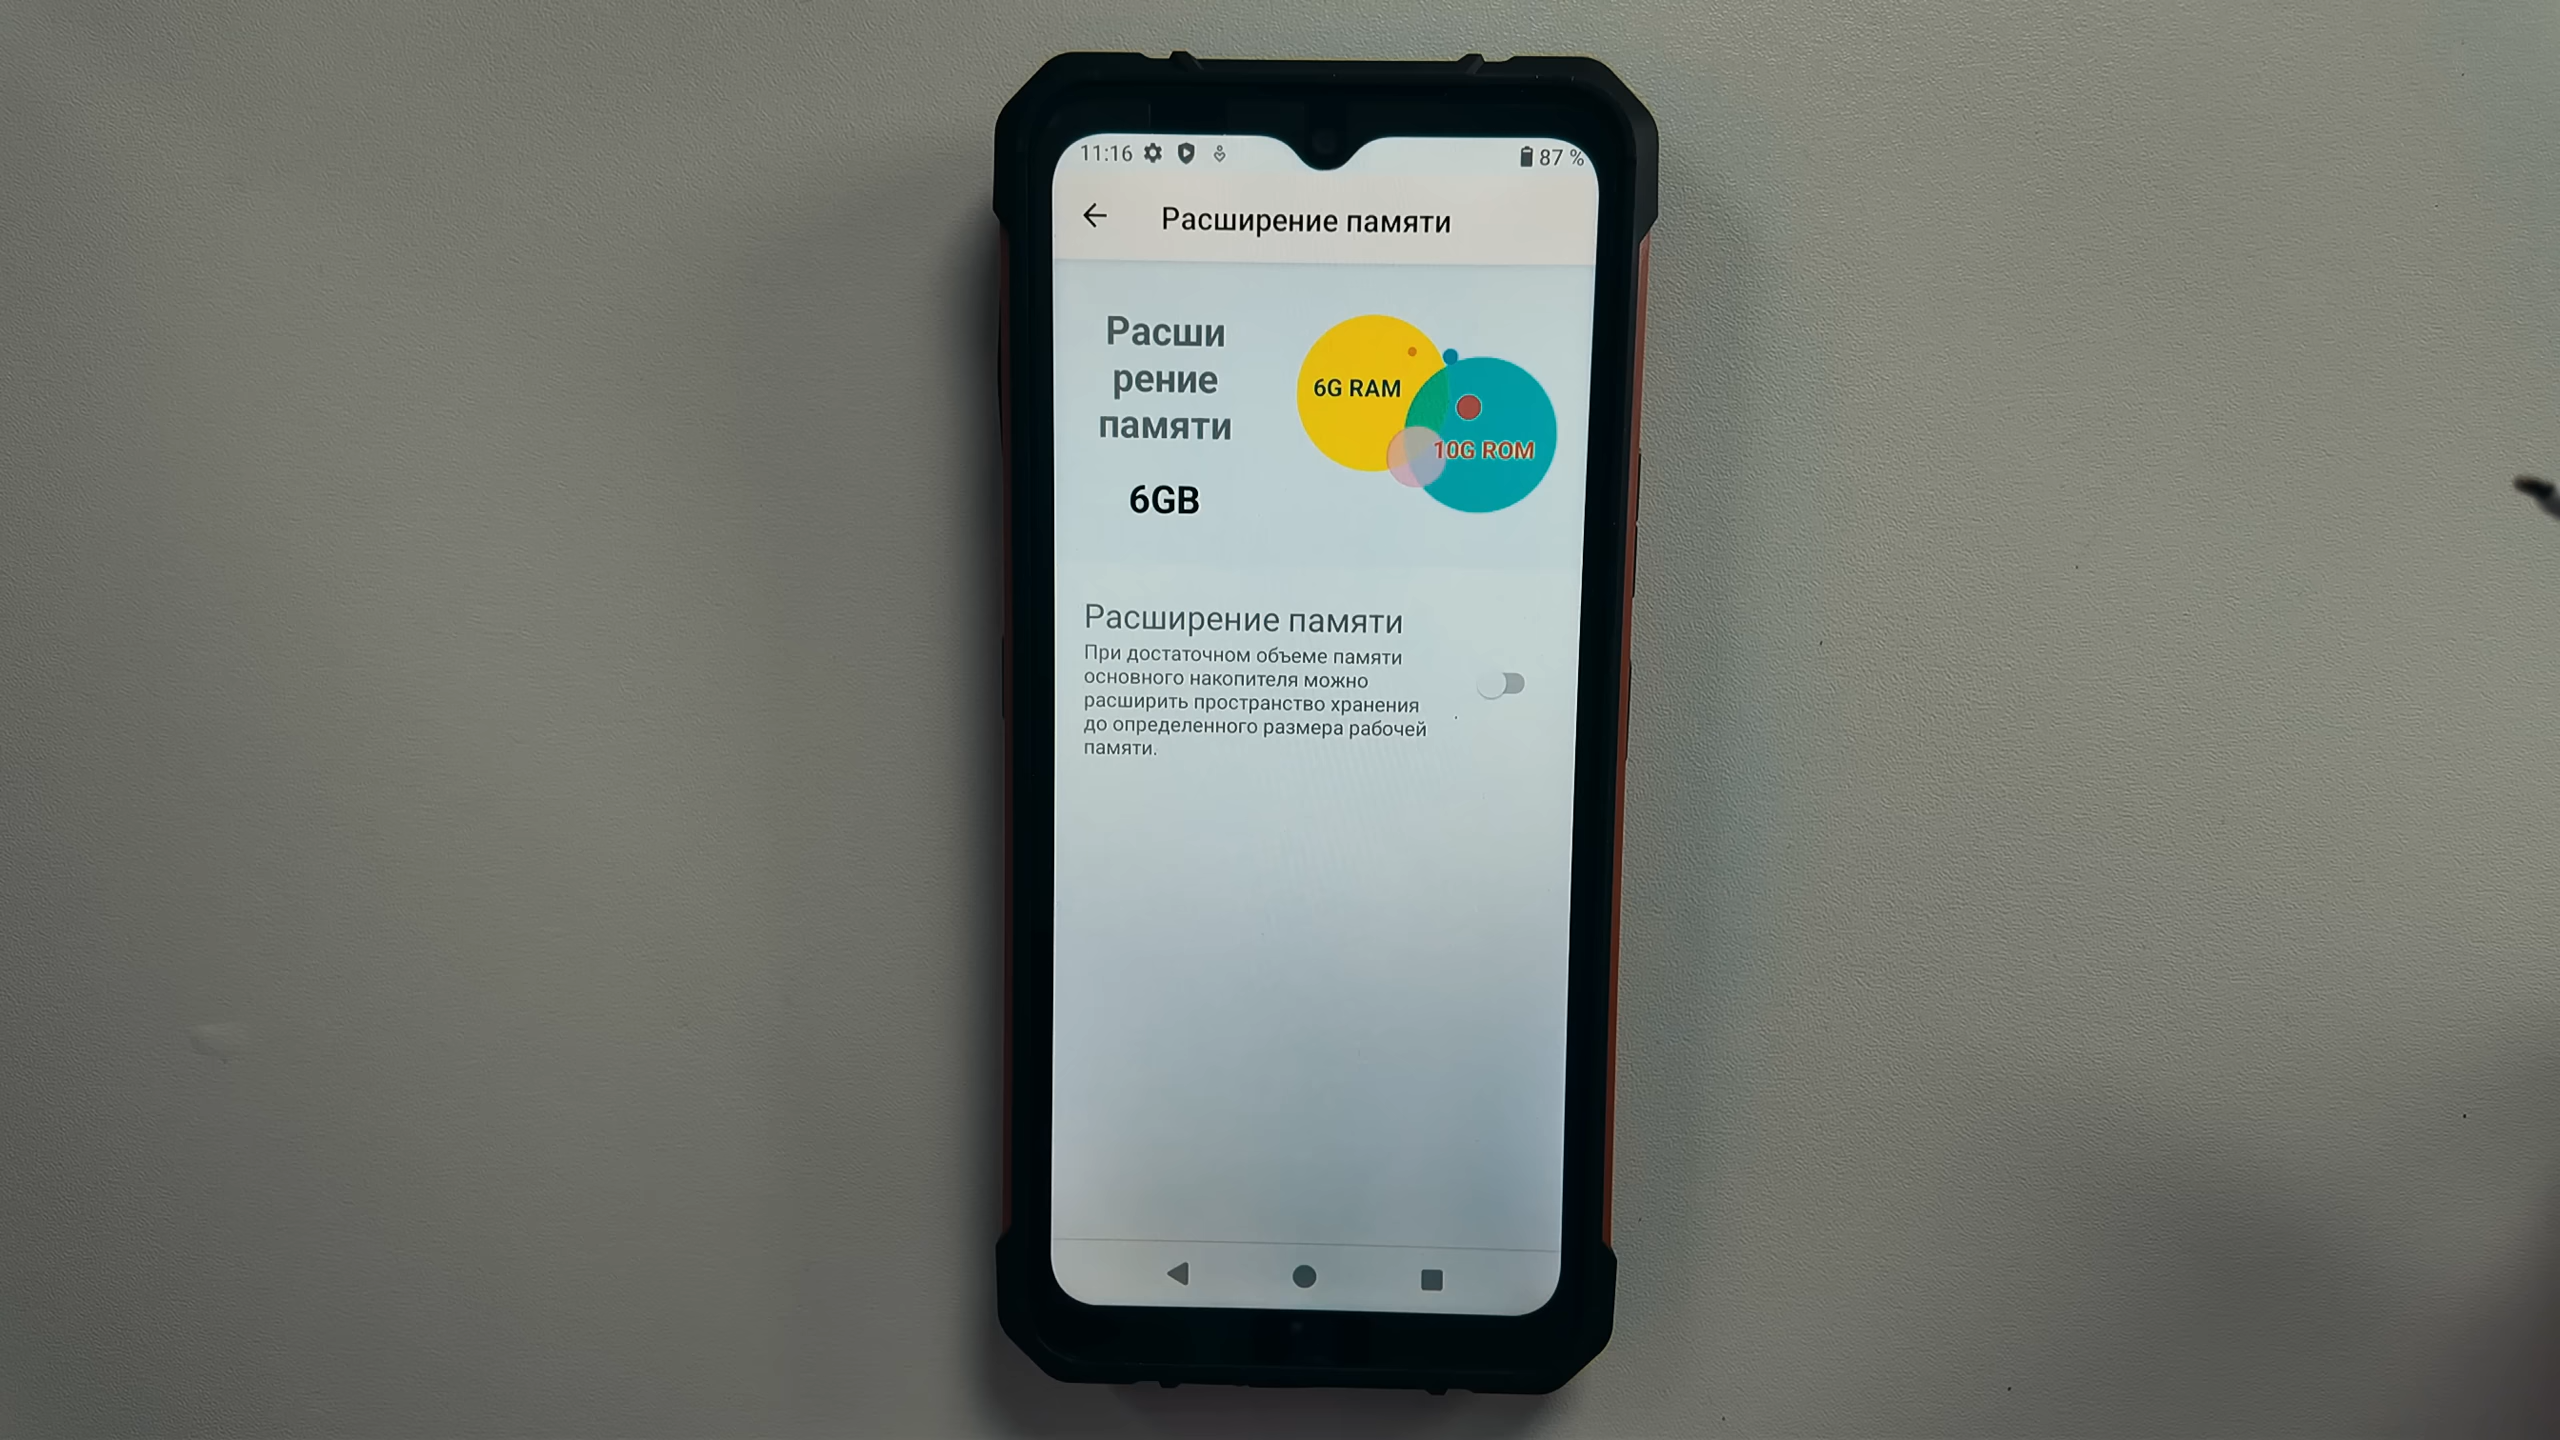 11:16
87 %
Расширение памяти
Расши
рение
памяти
6GB
6G RAM
10G ROM
Расширение памяти
При достаточном объеме памяти
основного накопителя можно
расширить пространство хранения
до определенного размера рабочей
памяти.